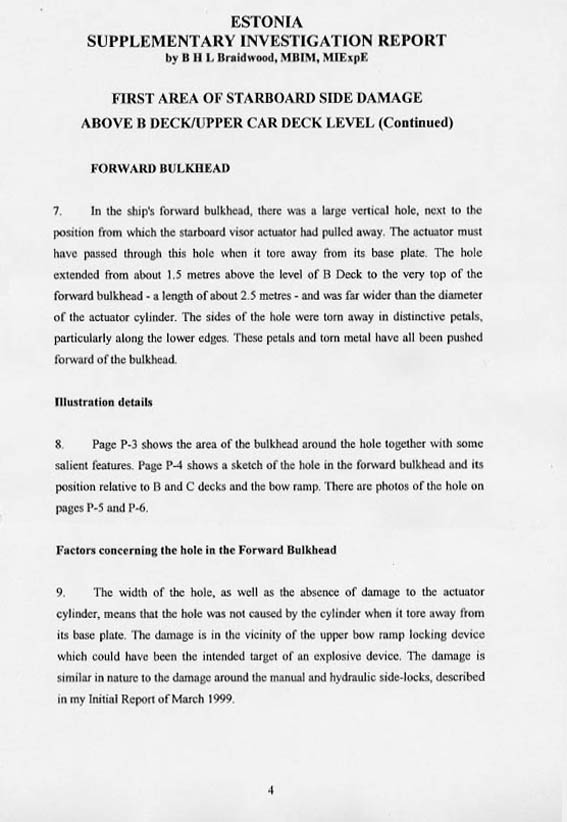 ESTONIA
SUPPLEMENTARY INVESTIGATION REPORT
by B H L Braidwood, MBIM, MIExpE
FIRST AREA OF STARBOARD SIDE DAMAGE
ABOVE B DECK/UPPER CAR DECK LEVEL (Continued)
FORWARD BULKHEAD
7. In the ship's forward bulkhead, there was a large vertical hole, next to the
position from which the starboard visor actuator had pulled away. The actuator must
have passed through this hole when it tore away from its base plate. The hole
extended from about 1.5 metres above the level of B Deck to the very top of the
forward bulkhead - a length of about 2.5 metres - and was far wider than the diameter
of the actuator cylinder. The sides of the hole were torn away in distinctive petals,
particularly along the lower edges. These petals and torn metal have all been pushed
forward of the bulkhead.
Illustration details
8. Page P-3 shows the area of the bulkhead around the hole together with some
salient features. Page P-4 shows a sketch of the hole in the forward bulkhead and its
position relative to B and C decks and the bow ramp. There are photos of the hole on
pages P-5 and P-6.
Factors concerning the hole in the Forward Bulkhead
9. The width of the hole, as well as the absence of damage to the actuator
cylinder, means that the hole was not caused by the cylinder when it tore away from
its base plate. The damage is in the vicinity of the upper bow ramp locking device
which could have been the intended target of an explosive device. The damage is
similar in nature to the damage around the manual and hydraulic side-locks, described
in my Initial Report of March 1999.
4